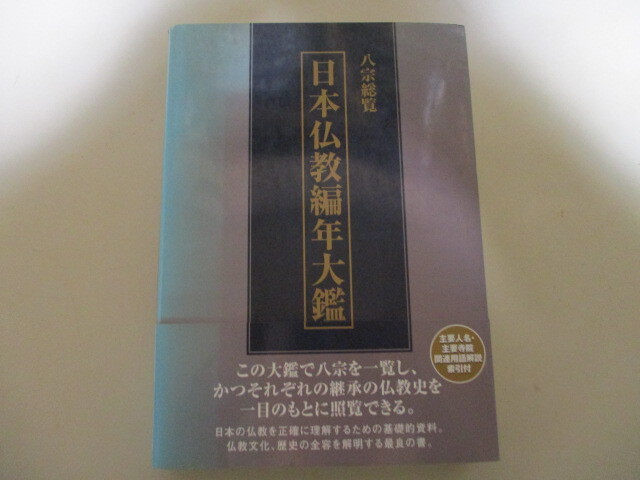 八宗総覧
日本仏教編年大鑑
主要人名・
主要寺院
関連用語解説
索引付
この大鑑で八宗を一覧し、
かつそれぞれの継承の仏教史を
一目のもとに照覧できる。
日本の仏教を正確に理解するための基礎的資料。
仏教文化、歴史の全容を解明する最良の書。